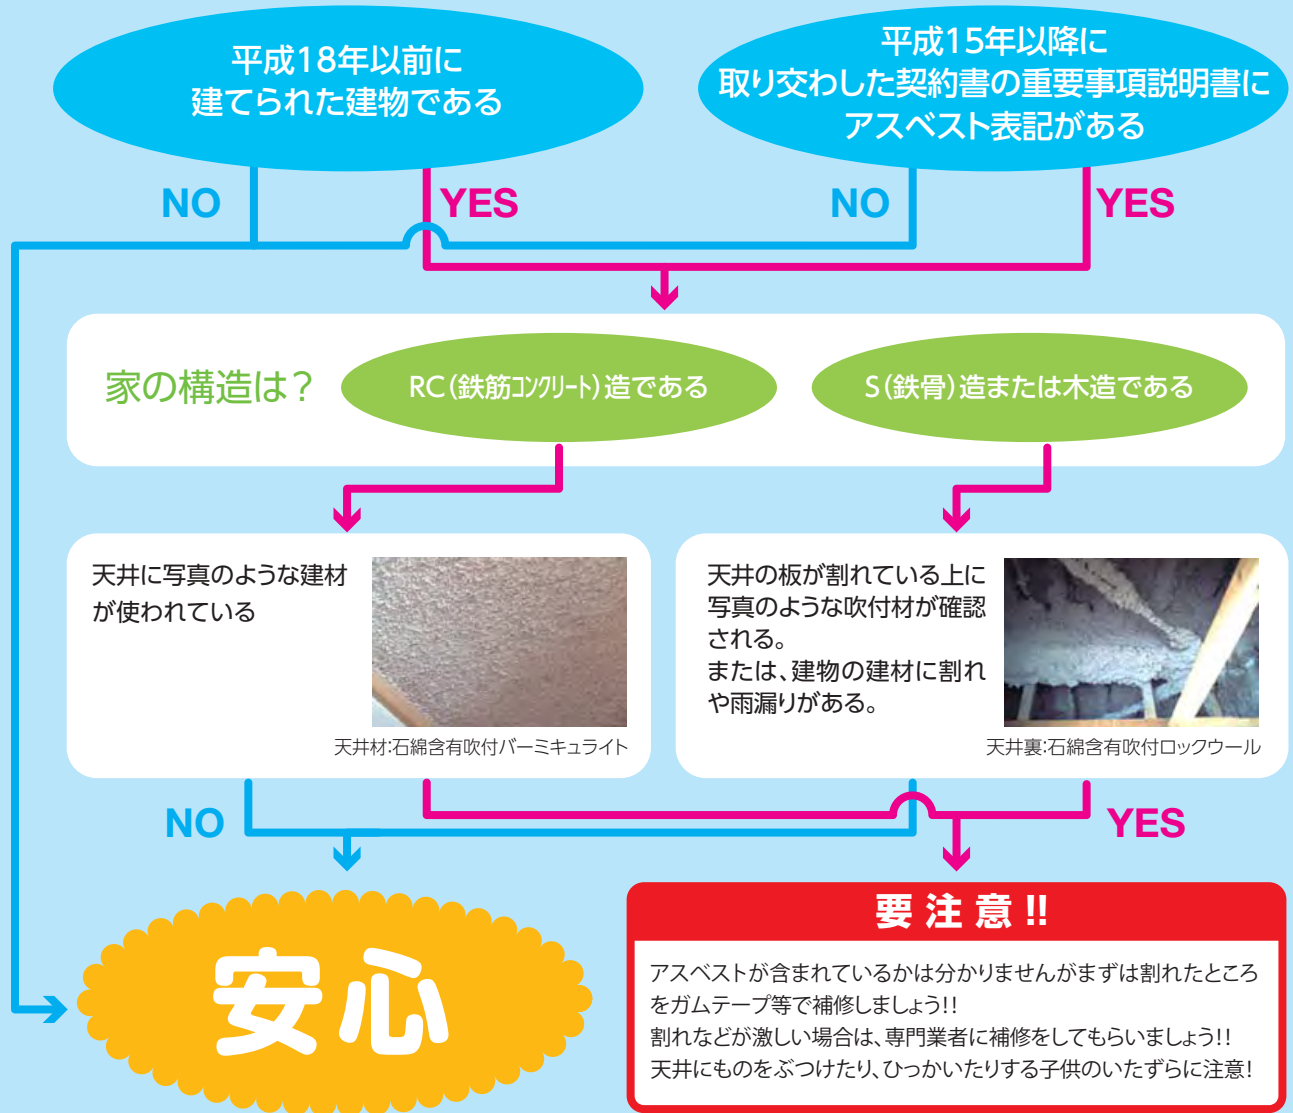 平成18年以前に
建てられた建物である
平成15年以降に
取り交わした契約書の重要事項説明書に
アスベスト表記がある
NO
YES
NO
YES
家の構造は？
RC（鉄筋コンクリート）造である
S（鉄骨）造または木造である
天井に写真のような建材
が使われている
天井材:石綿含有吹付バーミキュライト
天井の板が割れている上に
写真のような吹付材が確認
される。
または、建物の建材に割れ
や雨漏りがある。
天井裏:石綿含有吹付ロックウール
NO
YES
安心
要注意!!
アスベストが含まれているかは分かりませんがまずは割れたところ
をガムテープ等で補修しましょう!!
割れなどが激しい場合は、専門業者に補修をしてもらいましょう!!
天井にものをぶつけたり、ひっかいたりする子供のいたずらに注意!